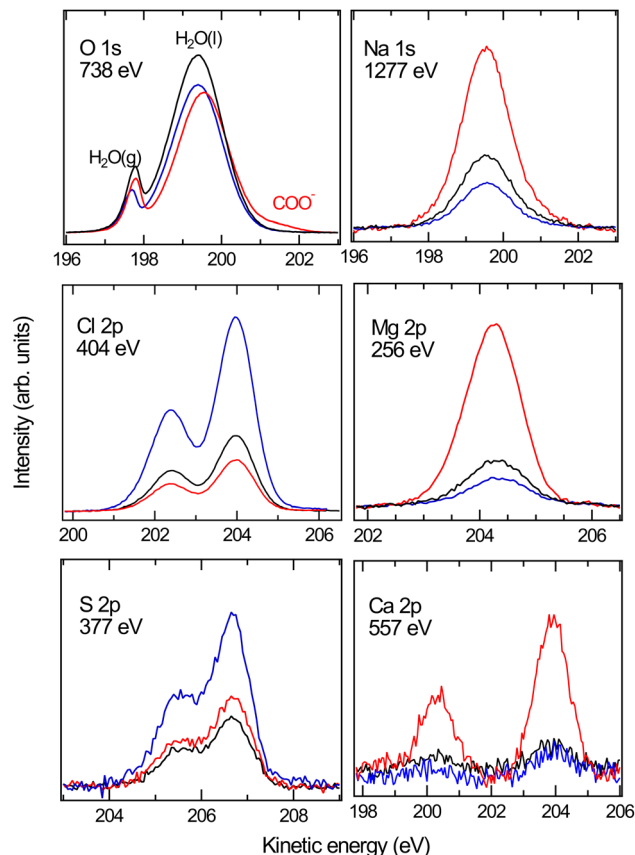 O 1s
738 eV
H₂O(l)
H₂O(g)
COO⁻
196 198 200 202
Na 1s
1277 eV
196 198 200 202
Cl 2p
404 eV
200 202 204 206
Mg 2p
256 eV
202 204 206
S 2p
377 eV
204 206 208
Ca 2p
557 eV
198 200 202 204 206
Intensity (arb. units)
Kinetic energy (eV)